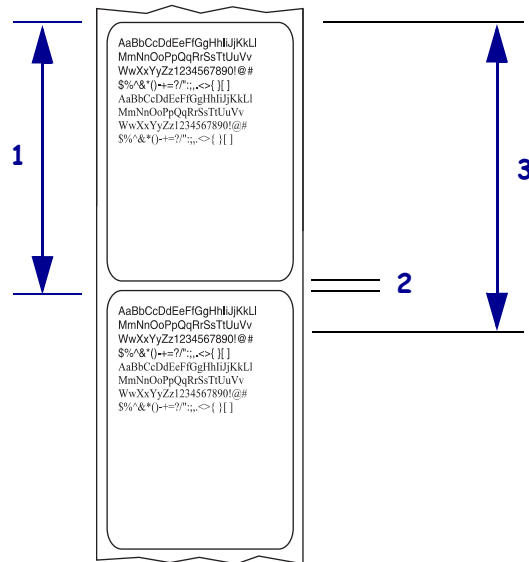 AaBbCcDdEeFfGgHhIiJjKkLl
MmNnOoPpQqRrSsTtUuVv
WwXxYyZz1234567890!@#
$%^&*()-+=?/":;,.<>{ }[ ]
AaBbCcDdEeFfGgHhIiJjKkLl
MmNnOoPpQqRrSsTtUuVv
WwXxYyZz1234567890!@#
$%^&*()-+=?/":;,.<>{ }[ ]
1
3
2
AaBbCcDdEeFfGgHhIiJjKkLl
MmNnOoPpQqRrSsTtUuVv
WwXxYyZz1234567890!@#
$%^&*()-+=?/":;,.<>{ }[ ]
AaBbCcDdEeFfGgHhIiJjKkLl
MmNnOoPpQqRrSsTtUuVv
WwXxYyZz1234567890!@#
$%^&*()-+=?/":;,.<>{ }[ ]